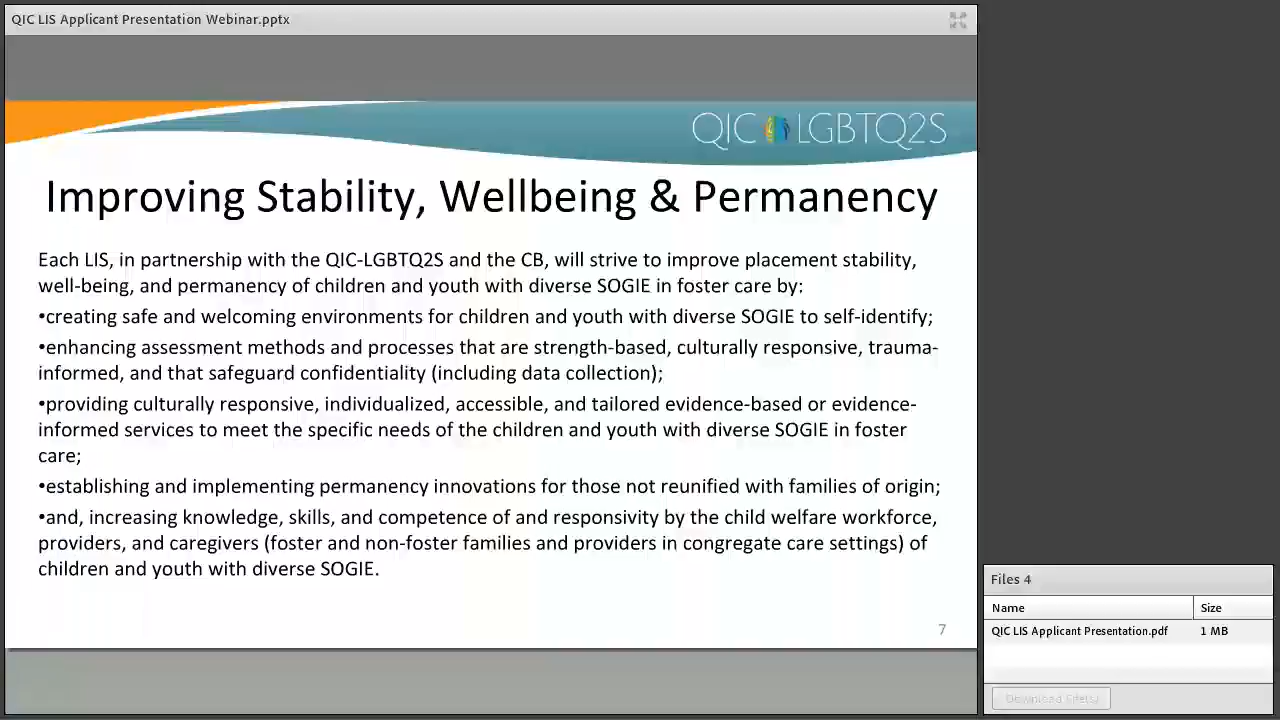 QIC LIS Applicant Presentation Webinar.pptx
QIC LGBTQ2S
Improving Stability, Wellbeing & Permanency
Each LIS, in partnership with the QIC-LGBTQ2S and the CB, will strive to improve placement stability,
well-being, and permanency of children and youth with diverse SOGIE in foster care by:
•creating safe and welcoming environments for children and youth with diverse SOGIE to self-identify;
•enhancing assessment methods and processes that are strength-based, culturally responsive, trauma-
informed, and that safeguard confidentiality (including data collection);
•providing culturally responsive, individualized, accessible, and tailored evidence-based or evidence-
informed services to meet the specific needs of the children and youth with diverse SOGIE in foster
care;
•establishing and implementing permanency innovations for those not reunified with families of origin;
•and, increasing knowledge, skills, and competence of and responsivity by the child welfare workforce,
providers, and caregivers (foster and non-foster families and providers in congregate care settings) of
children and youth with diverse SOGIE.
7
Files 4
Name Size
QIC LIS Applicant Presentation.pdf 1 MB
Download File(s)